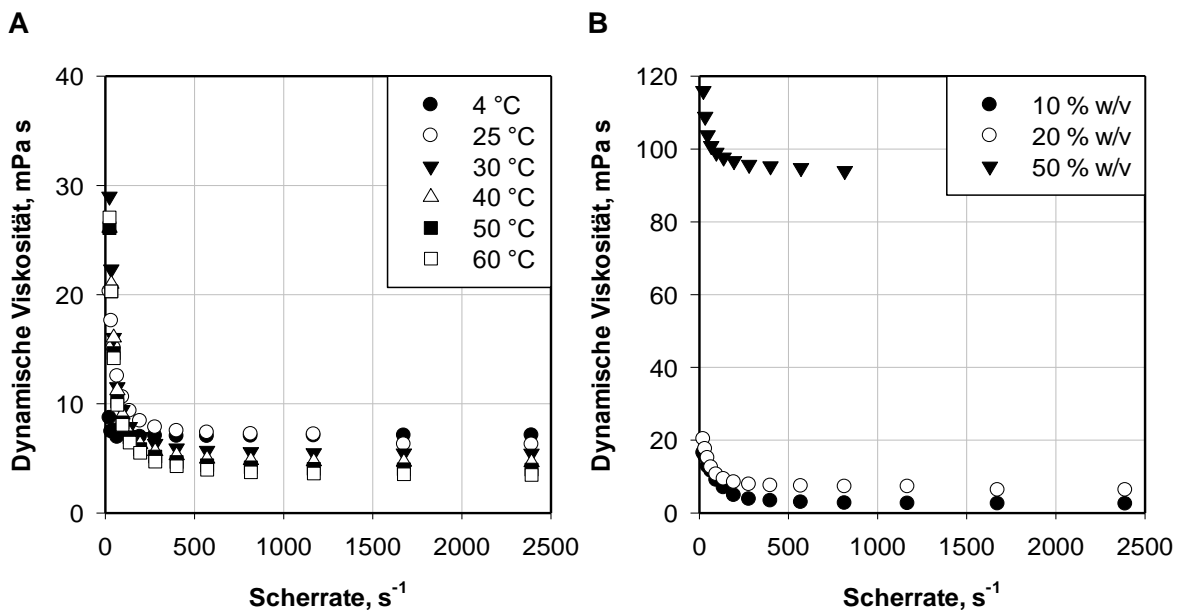 A
Dynamische Viskosität, mPa s
40
30
20
10
0
0 500 1000 1500 2000 2500
Scherrate, s⁻¹
4 °C
25 °C
30 °C
40 °C
50 °C
60 °C
B
Dynamische Viskosität, mPa s
120
100
80
60
40
20
0
0 500 1000 1500 2000 2500
Scherrate, s⁻¹
10 % w/v
20 % w/v
50 % w/v